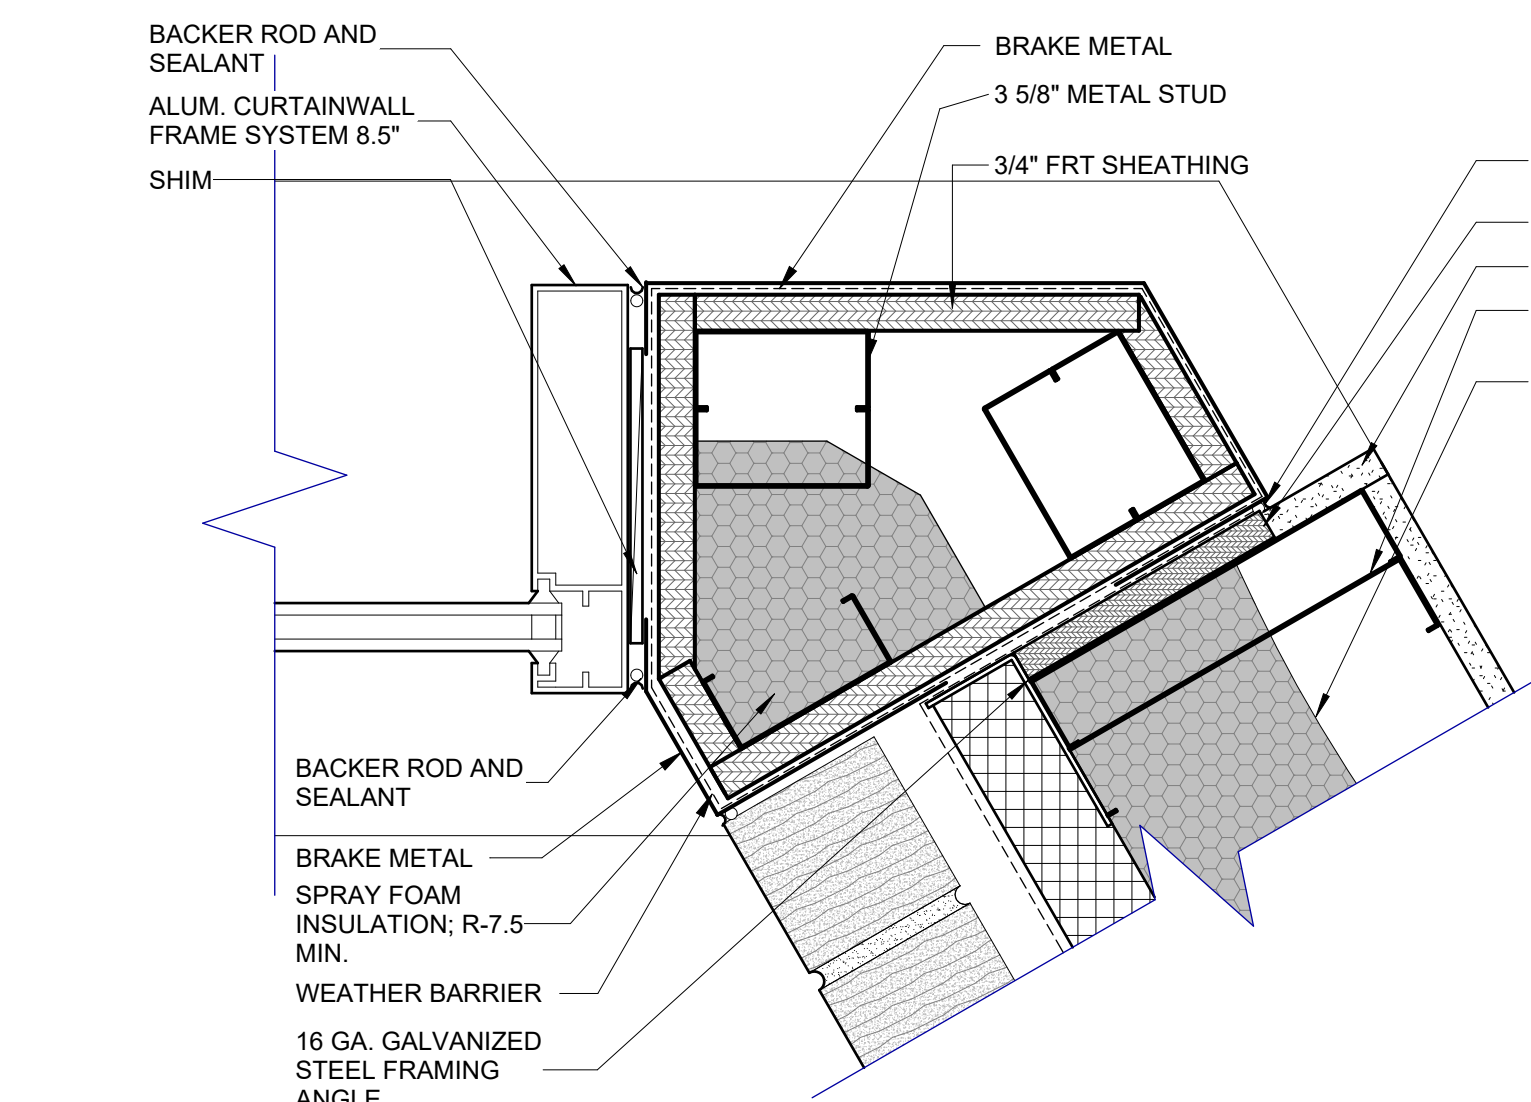 BACKER ROD AND
SEALANT
ALUM. CURTAINWALL
FRAME SYSTEM 8.5"
SHIM
BRAKE METAL
3 5/8" METAL STUD
3/4" FRT SHEATHING
BACKER ROD AND
SEALANT
BRAKE METAL
SPRAY FOAM
INSULATION; R-7.5
MIN.
WEATHER BARRIER
16 GA. GALVANIZED
STEEL FRAMING
ANGLE